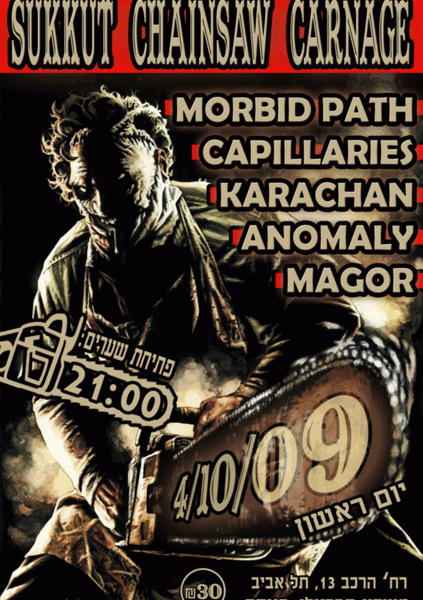 SUKKUT CHAINSAW CARNAGE
MORBID PATH
CAPILLARIES
KARACHAN
ANOMALY
MAGOR
פתיחת שערים:
21:00
4/10/09
יום ראשון
רח' הרכב 13, תל אביב
₪30